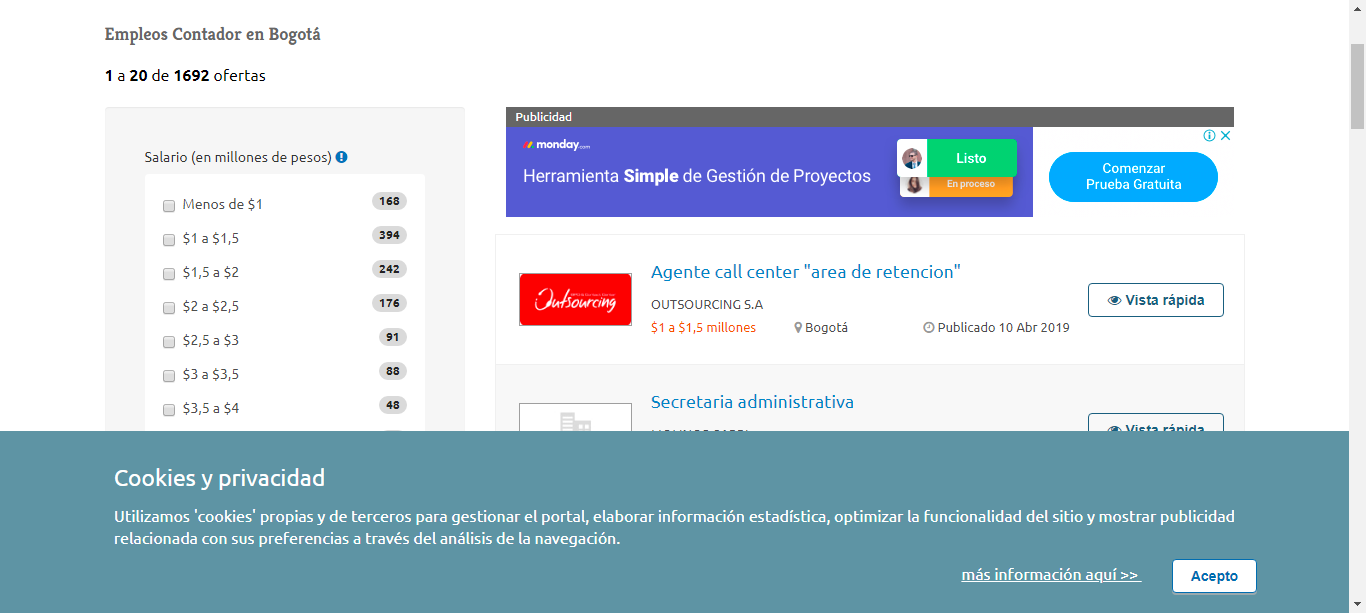 Empleos Contador en Bogotá
1 a 20 de 1692 ofertas
Salario (en millones de pesos)
Menos de $1 168
$1 a $1,5 394
$1,5 a $2 242
$2 a $2,5 176
$2,5 a $3 91
$3 a $3,5 88
$3,5 a $4 48
Publicidad
monday.com
Herramienta Simple de Gestión de Proyectos
Listo
En proceso
Comenzar
Prueba Gratuita
Outsourcing
Agente call center "area de retencion"
OUTSOURCING S.A
$1 a $1,5 millones Bogotá Publicado 10 Abr 2019
Vista rápida
Secretaria administrativa
Vista rápida
Cookies y privacidad
Utilizamos 'cookies' propias y de terceros para gestionar el portal, elaborar información estadística, optimizar la funcionalidad del sitio y mostrar publicidad
relacionada con sus preferencias a través del análisis de la navegación.
más información aquí >>
Acepto